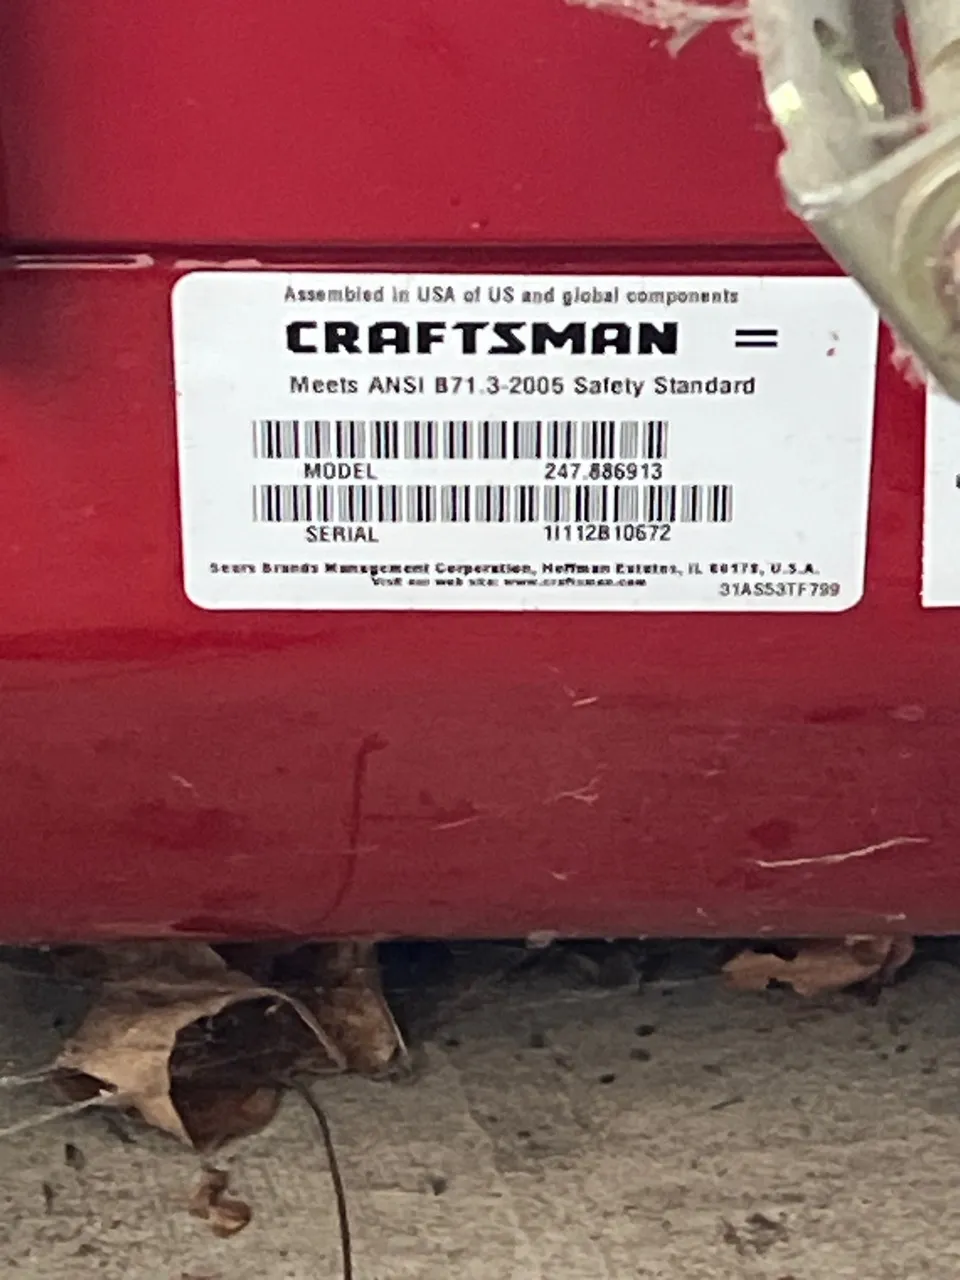 Assembled in USA of US and global components
CRAFTSMAN =
Meets ANSI B71.3-2005 Safety Standard
MODEL 247.886913
SERIAL 1I112B10672
Sears Brands Management Corporation, Hoffman Estates, IL 60179, U.S.A.
Visit our web site: www.craftsman.com
31AS53TF799